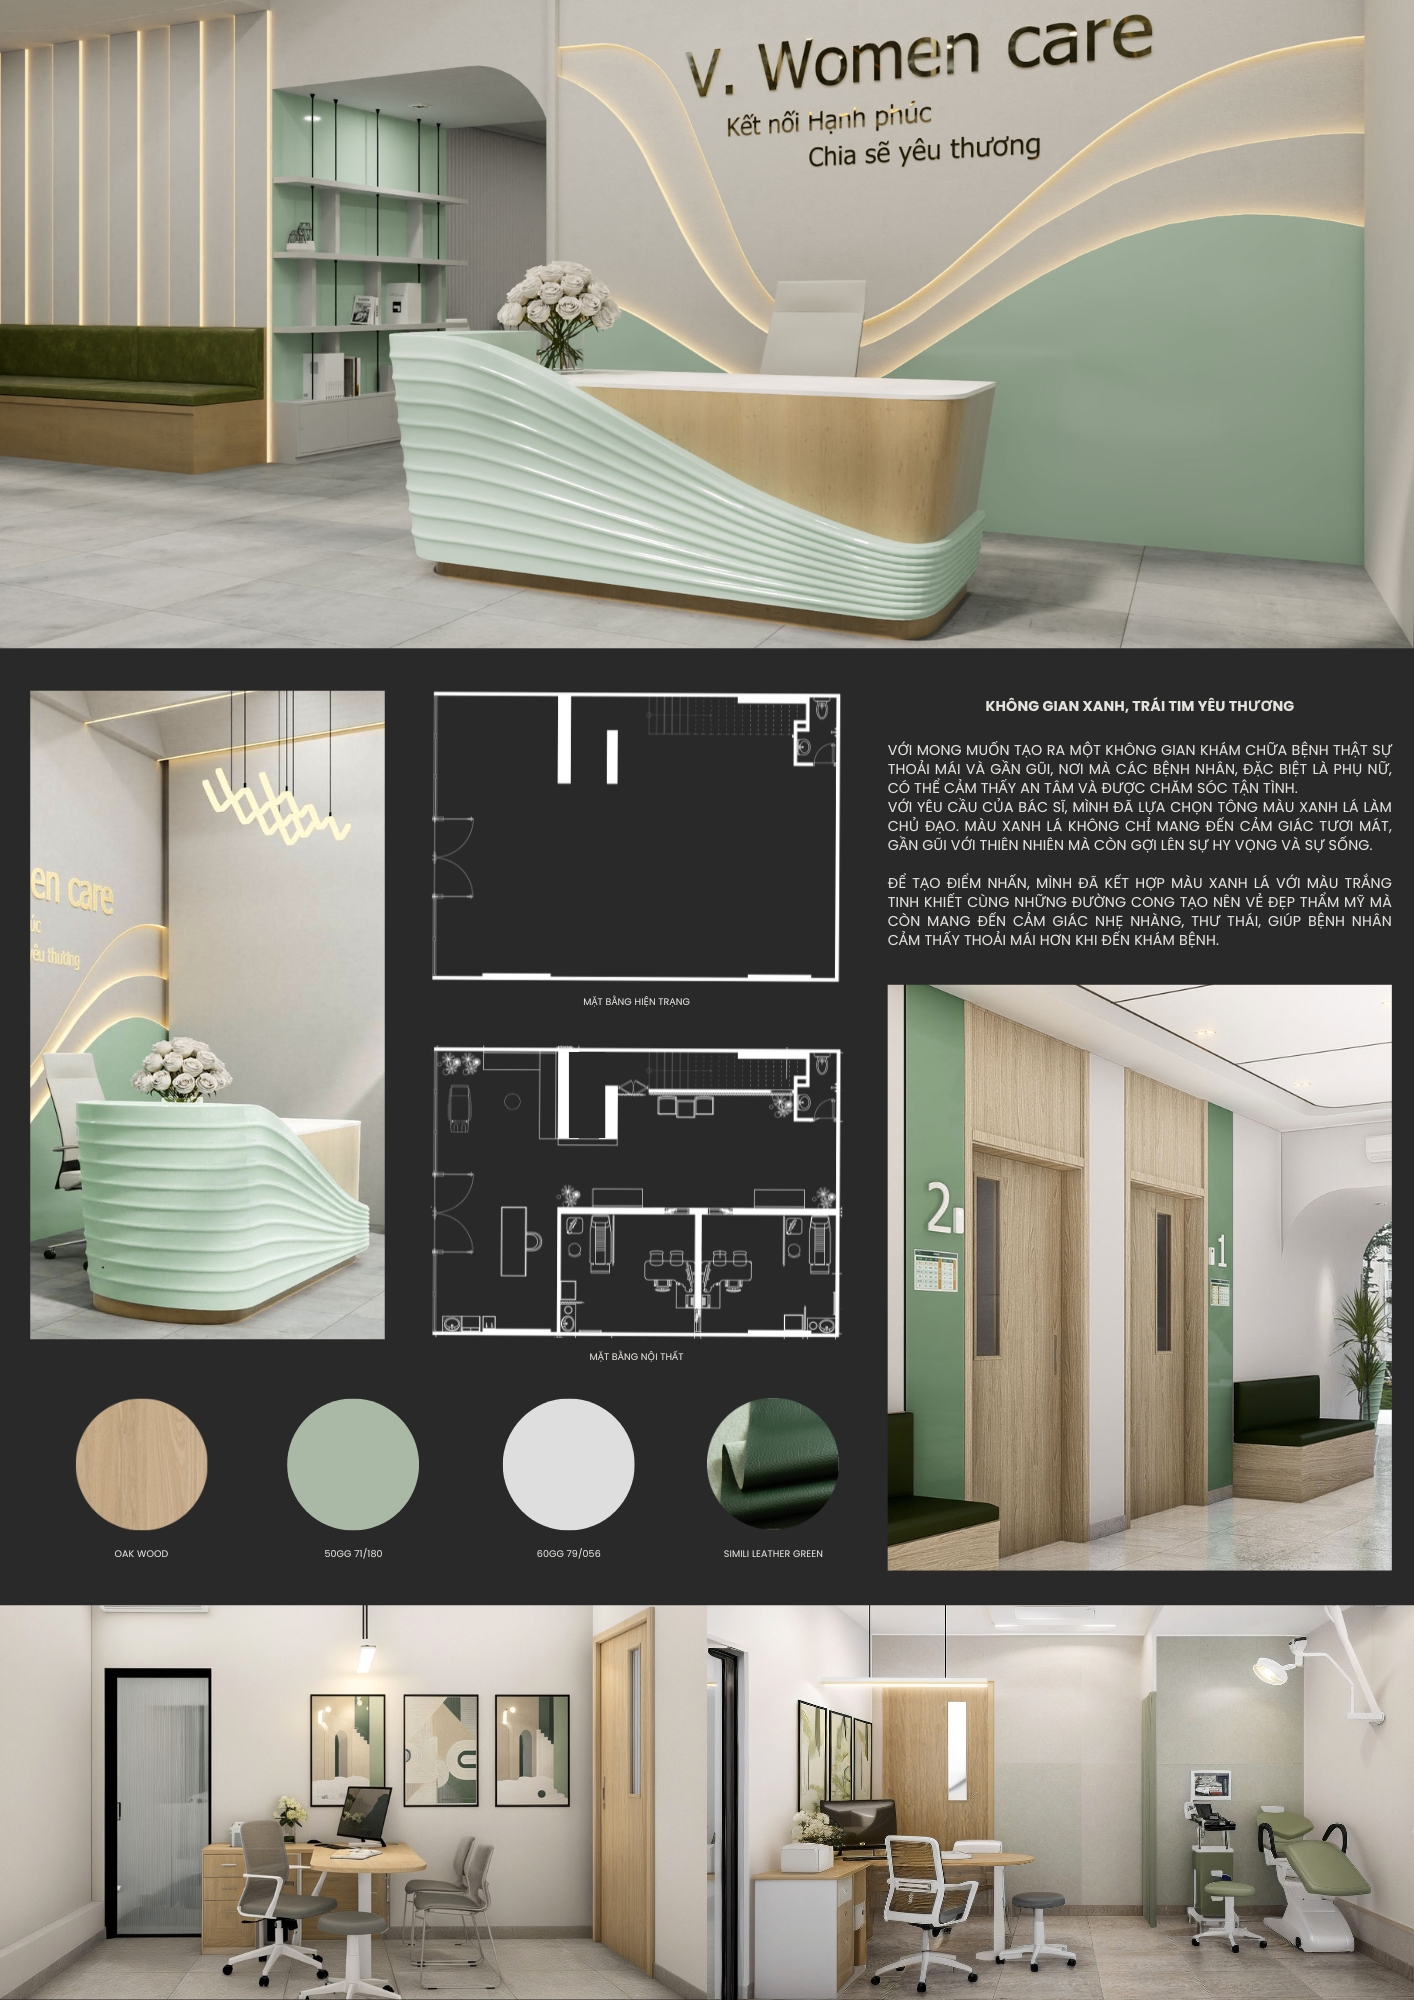 V. Women care
Kết nối Hạnh phúc
Chia sẽ yêu thương
en care
úc
yêu thương
MẶT BẰNG HIỆN TRẠNG
MẶT BẰNG NỘI THẤT
KHÔNG GIAN XANH, TRÁI TIM YÊU THƯƠNG
VỚI MONG MUỐN TẠO RA MỘT KHÔNG GIAN KHÁM CHỮA BỆNH THẬT SỰ
THOẢI MÁI VÀ GẦN GŨI, NƠI MÀ CÁC BỆNH NHÂN, ĐẶC BIỆT LÀ PHỤ NỮ,
CÓ THỂ CẢM THẤY AN TÂM VÀ ĐƯỢC CHĂM SÓC TẬN TÌNH.
VỚI YÊU CẦU CỦA BÁC SĨ, MÌNH ĐÃ LỰA CHỌN TÔNG MÀU XANH LÁ LÀM
CHỦ ĐẠO. MÀU XANH LÁ KHÔNG CHỈ MANG ĐẾN CẢM GIÁC TƯƠI MÁT,
GẦN GŨI VỚI THIÊN NHIÊN MÀ CÒN GỢI LÊN SỰ HY VỌNG VÀ SỰ SỐNG.
ĐỂ TẠO ĐIỂM NHẤN, MÌNH ĐÃ KẾT HỢP MÀU XANH LÁ VỚI MÀU TRẮNG
TINH KHIẾT CÙNG NHỮNG ĐƯỜNG CONG TẠO NÊN VẺ ĐẸP THẨM MỸ MÀ
CÒN MANG ĐẾN CẢM GIÁC NHẸ NHÀNG, THƯ THÁI, GIÚP BỆNH NHÂN
CẢM THẤY THOẢI MÁI HƠN KHI ĐẾN KHÁM BỆNH.
2
1
OAK WOOD
50GG 71/180
60GG 79/056
SIMILI LEATHER GREEN